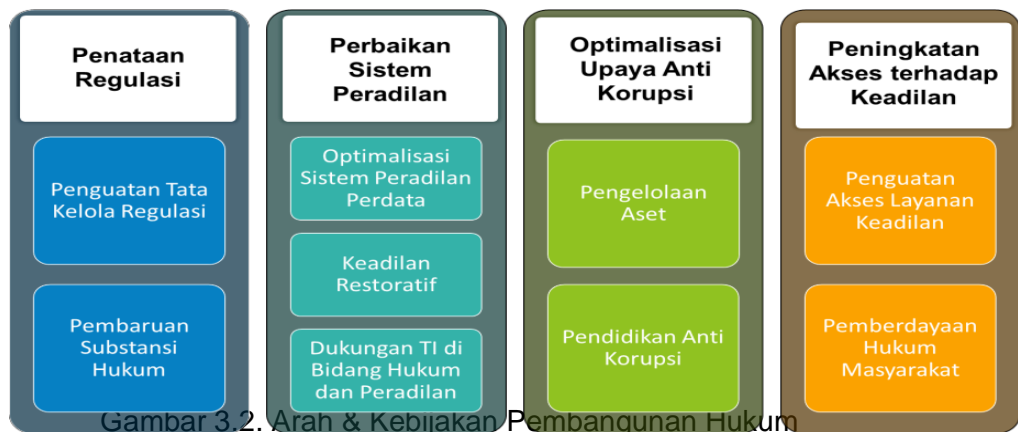 Penataan
Regulasi
Penguatan Tata
Kelola Regulasi
Pembaruan
Substansi
Hukum
Perbaikan
Sistem
Peradilan
Optimalisasi
Sistem Peradilan
Perdata
Keadilan
Restoratif
Dukungan TI di
Bidang Hukum
dan Peradilan
Optimalisasi
Upaya Anti
Korupsi
Pengelolaan
Aset
Pendidikan Anti
Korupsi
Peningkatan
Akses terhadap
Keadilan
Penguatan
Akses Layanan
Keadilan
Pemberdayaan
Hukum
Masyarakat
Gambar 3.2. Arah & Kebijakan Pembangunan Hukum